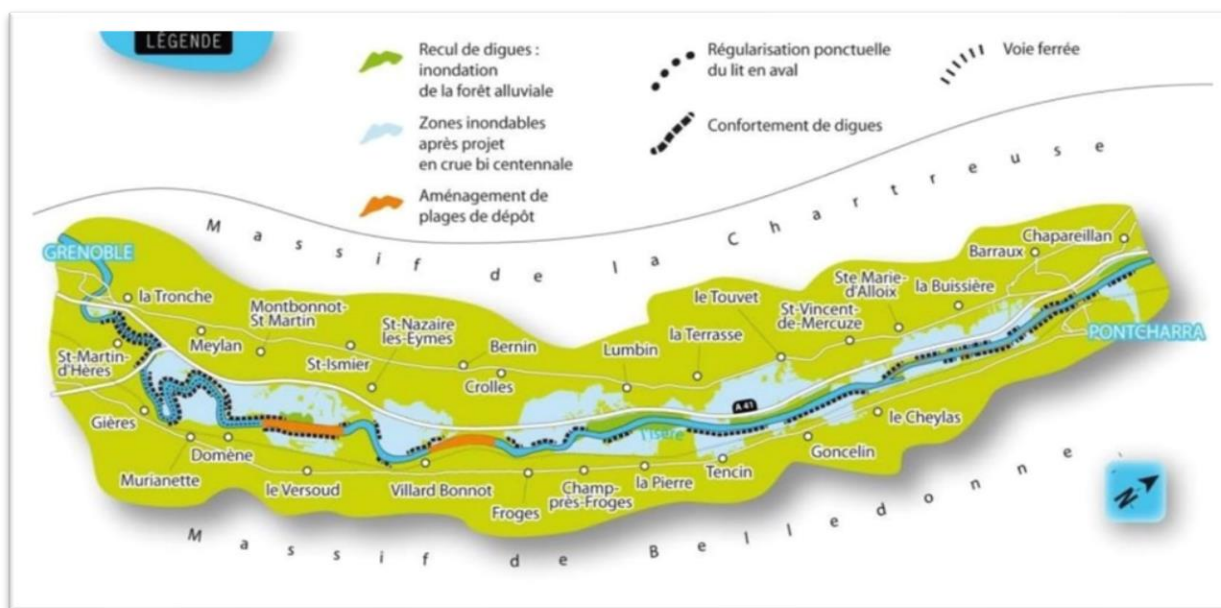 LÉGENDE
Recul de digues :
inondation
de la forêt alluviale
Zones inondables
après projet
en crue bi centennale
Aménagement de
plages de dépôt
Régularisation ponctuelle
du lit en aval
Confortement de digues
Voie ferrée
Massif de la Chartreuse
GRENOBLE
la Tronche
Montbonnot-
St Martin
Meylan
St-Martin-
d'Hères
St-Ismier
St-Nazaire
les-Eymes
Bernin
Crolles
Lumbin
la Terrasse
le Touvet
St-Vincent-
de-Mercuze
Ste Marie-
d'Alloix
la Buissière
Barraux
Chapareillan
PONTCHARRA
A 41
l'Isère
le Cheylas
Goncelin
Tencin
la Pierre
Champ-
près-Froges
Froges
Villard Bonnot
le Versoud
Domène
Murianette
Gières
Massif de Belledonne
N